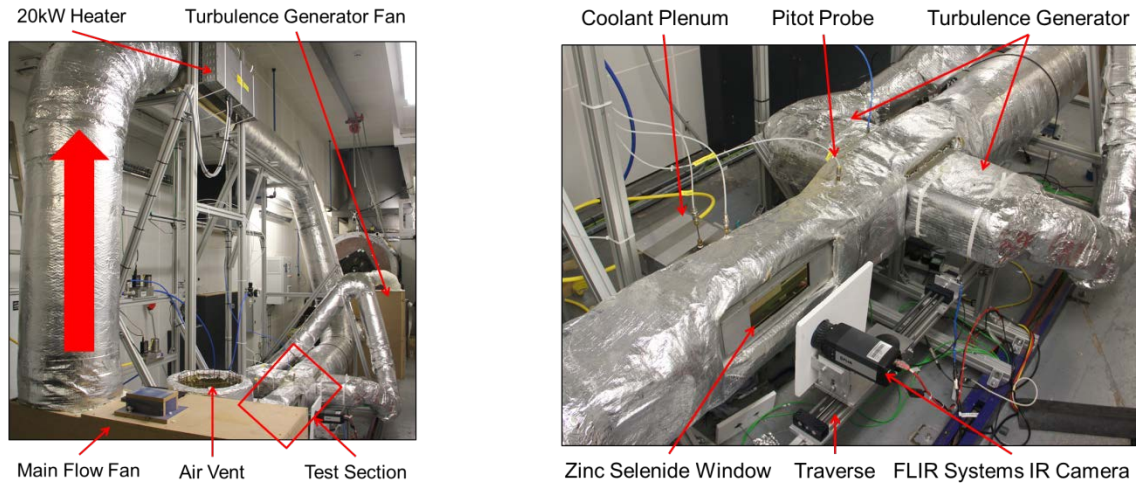 20kW Heater
Turbulence Generator Fan
Main Flow Fan
Air Vent
Test Section
Coolant Plenum
Pitot Probe
Turbulence Generator
Zinc Selenide Window
Traverse
FLIR Systems IR Camera